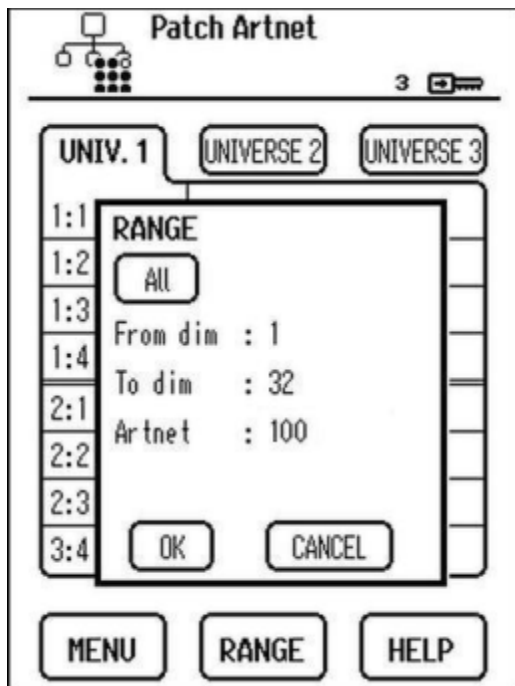 Patch Artnet
3
UNIV. 1 UNIVERSE 2 UNIVERSE 3
1:1
1:2
1:3
1:4
2:1
2:2
2:3
3:4
RANGE
All
From dim : 1
To dim : 32
Artnet : 100
OK CANCEL
MENU RANGE HELP